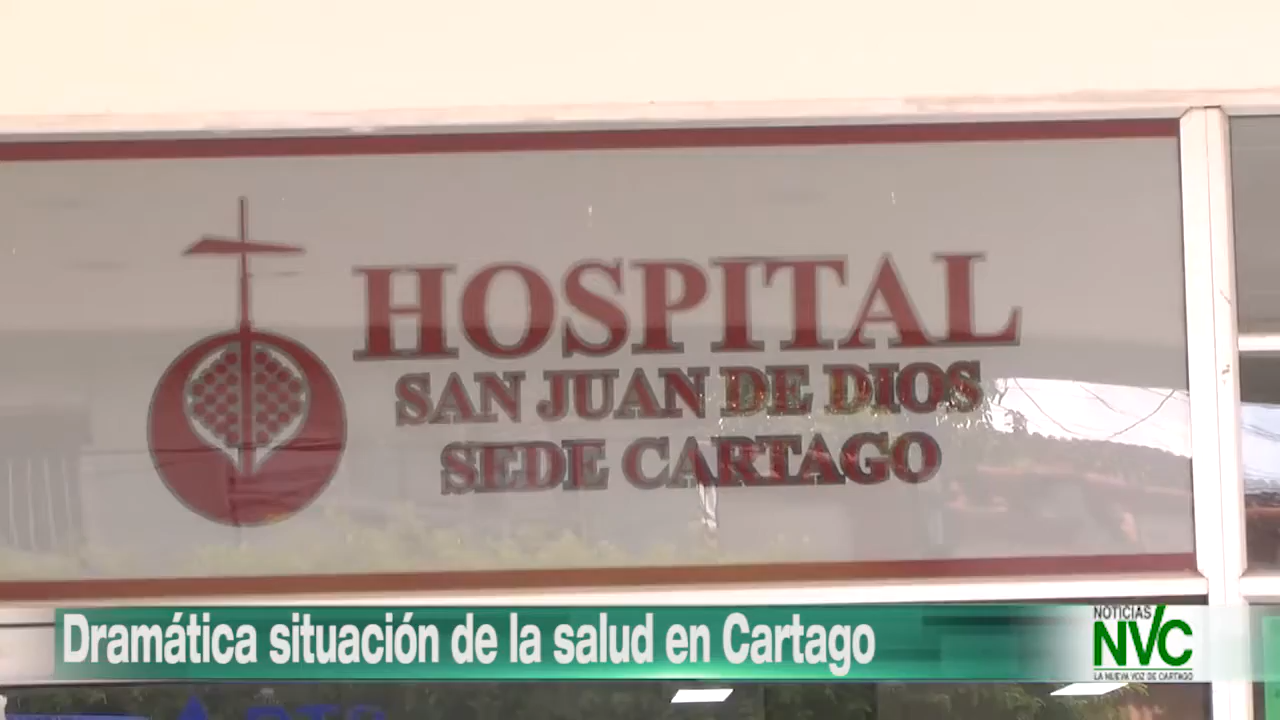 HOSPITAL
SAN JUAN DE DIOS
SEDE CARTAGO
Dramática situación de la salud en Cartago
NOTICIAS
NVC
LA NUEVA VOZ DE CARTAGO